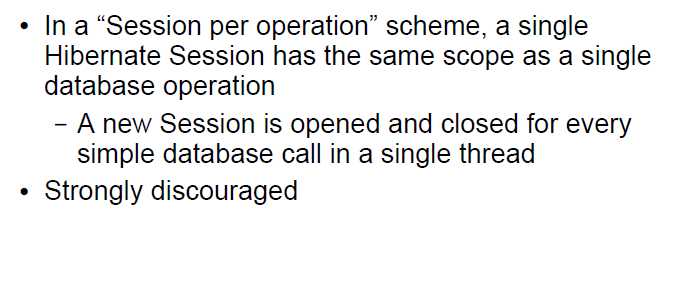 • In a “Session per operation” scheme, a single
Hibernate Session has the same scope as a single
database operation
– A new Session is opened and closed for every
simple database call in a single thread
• Strongly discouraged